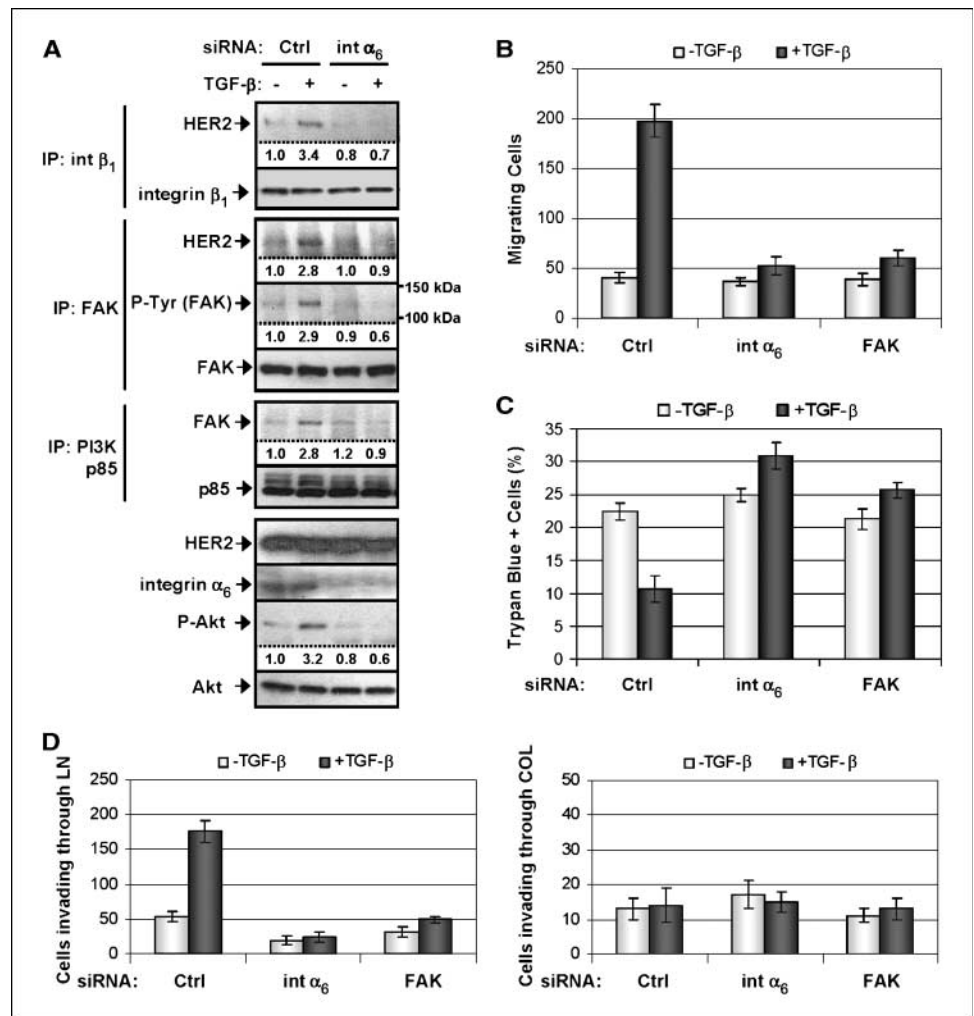 A
siRNA: Ctrl int α6
TGF-β: - + - +
IP: int β1
HER2
1.0 3.4 0.8 0.7
integrin β1
IP: FAK
HER2
1.0 2.8 1.0 0.9
P-Tyr (FAK)
150 kDa
100 kDa
1.0 2.9 0.9 0.6
FAK
IP: PI3K
p85
FAK
1.0 2.8 1.2 0.9
p85
HER2
integrin α6
P-Akt
1.0 3.2 0.8 0.6
Akt
B
-TGF-β +TGF-β
Migrating Cells
250
200
150
100
50
0
siRNA: Ctrl int α6 FAK
C
-TGF-β +TGF-β
Trypan Blue + Cells (%)
35
30
25
20
15
10
5
0
siRNA: Ctrl int α6 FAK
D
-TGF-β +TGF-β
Cells invading through LN
250
200
150
100
50
0
siRNA: Ctrl int α6 FAK
-TGF-β +TGF-β
Cells invading through COL
50
40
30
20
10
0
siRNA: Ctrl int α6 FAK